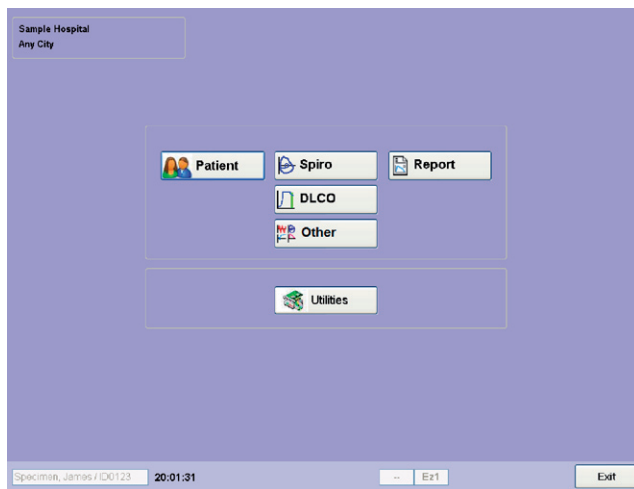 Sample Hospital
Any City
Patient
Spiro
Report
DLCO
Other
Utilities
Specimen, James / ID0123
20:01:31
--
Ez1
Exit